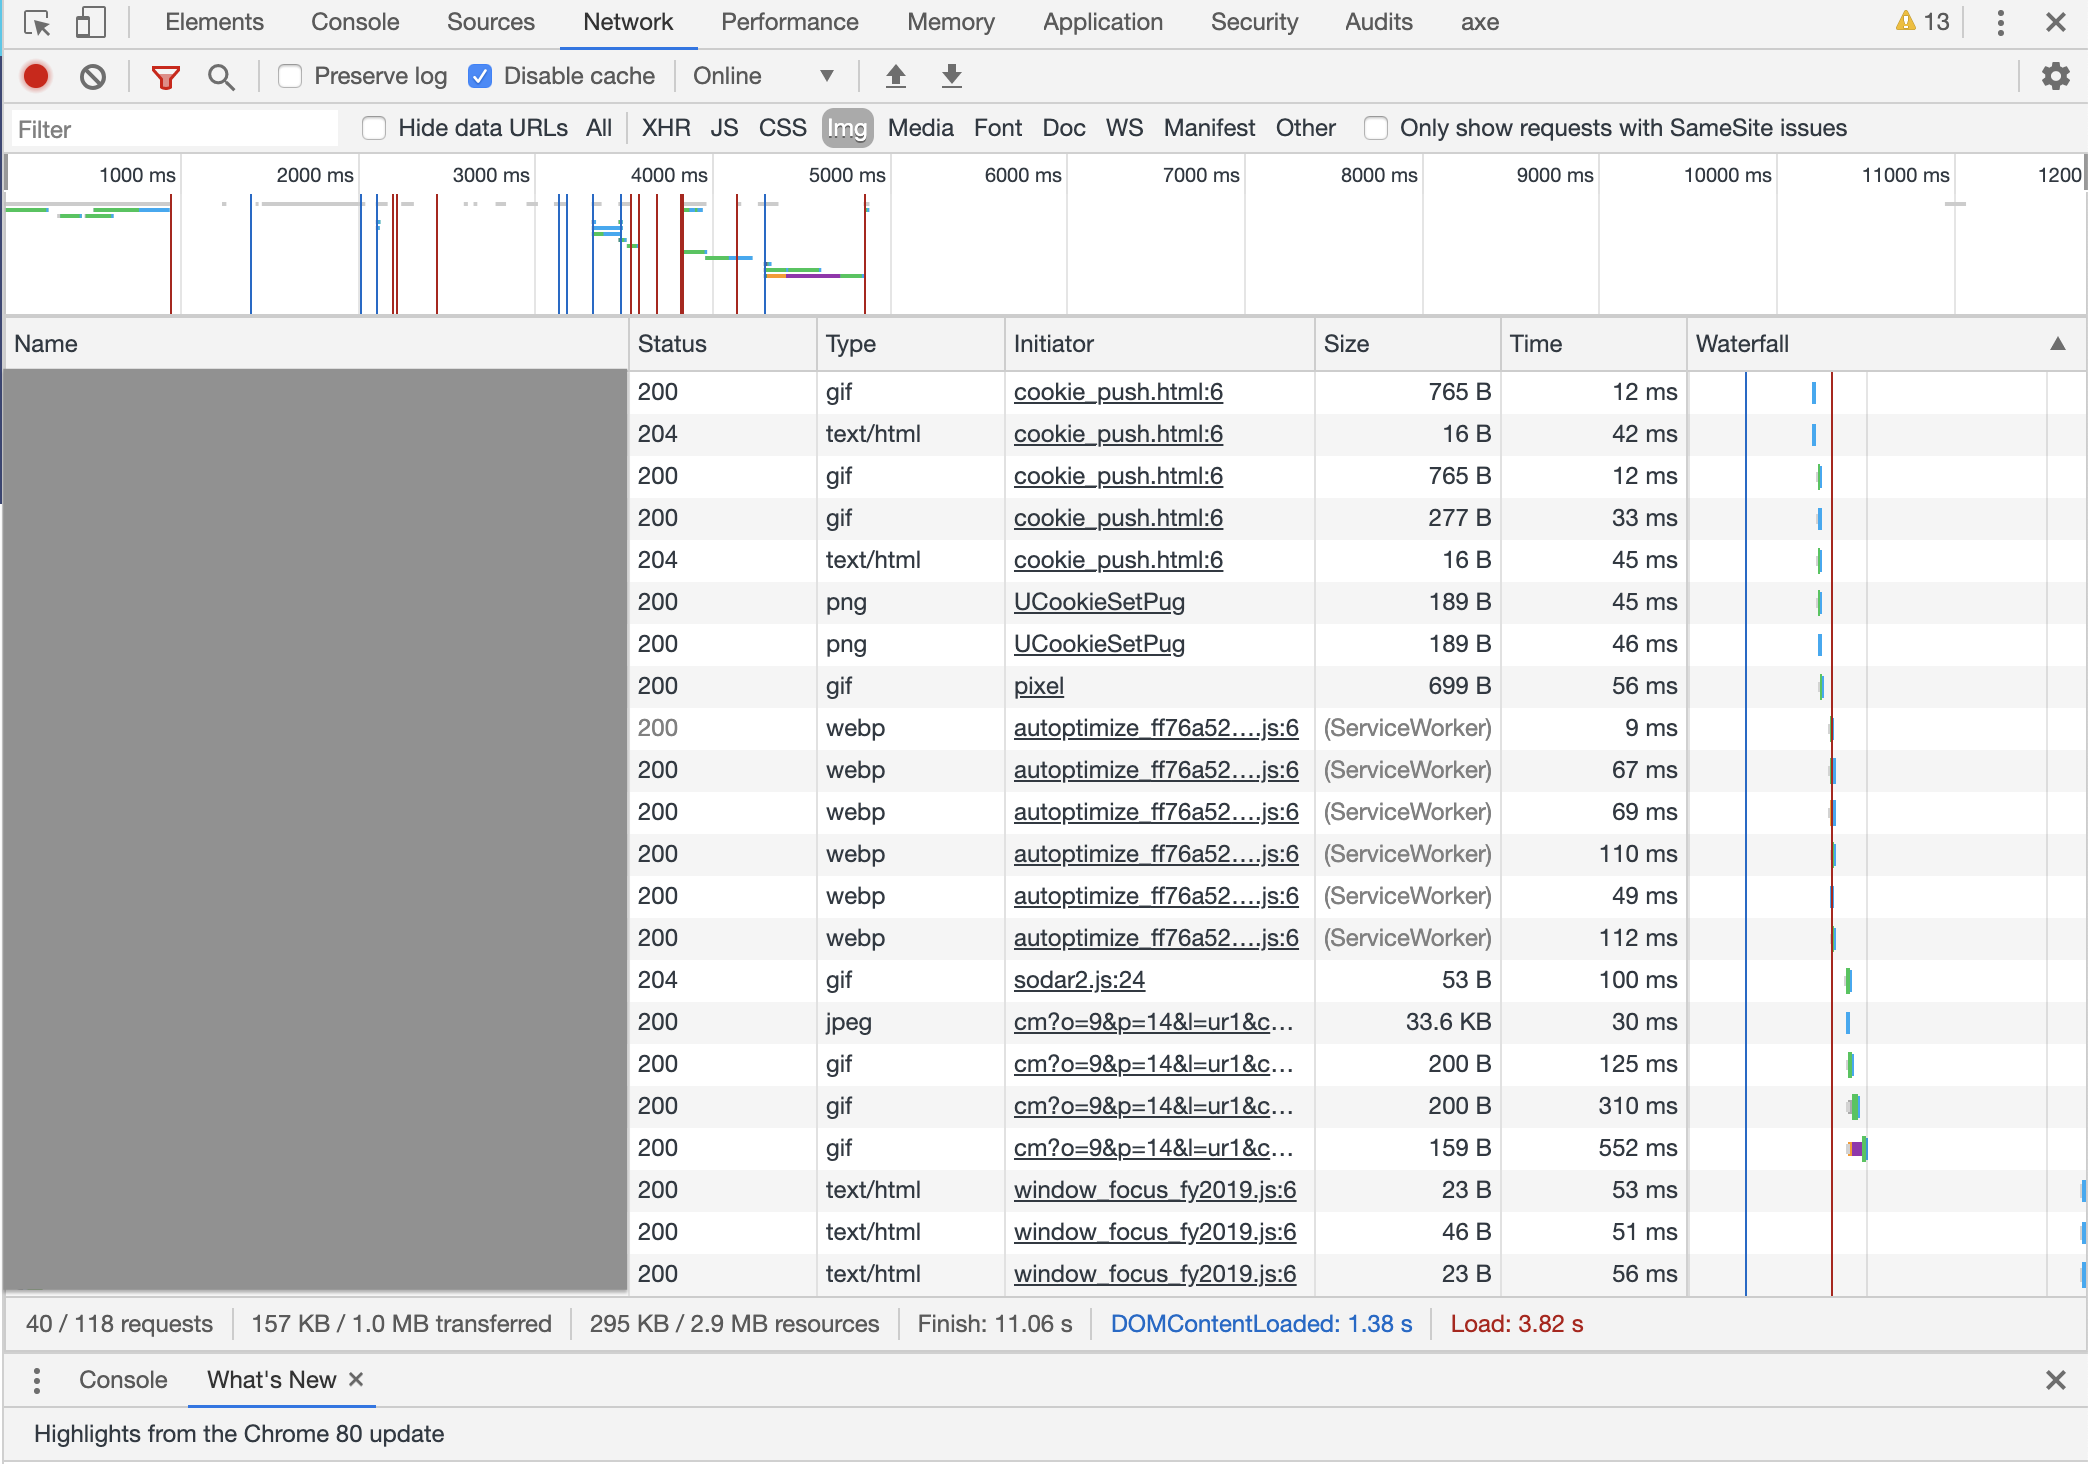 Elements Console Sources Network Performance Memory Application Security Audits axe 13
Preserve log Disable cache Online
Filter Hide data URLs All XHR JS CSS Img Media Font Doc WS Manifest Other Only show requests with SameSite issues
1000 ms 2000 ms 3000 ms 4000 ms 5000 ms 6000 ms 7000 ms 8000 ms 9000 ms 10000 ms 11000 ms 1200
Name Status Type Initiator Size Time Waterfall
200 gif cookie_push.html:6 765 B 12 ms
204 text/html cookie_push.html:6 16 B 42 ms
200 gif cookie_push.html:6 765 B 12 ms
200 gif cookie_push.html:6 277 B 33 ms
204 text/html cookie_push.html:6 16 B 45 ms
200 png UCookieSetPug 189 B 45 ms
200 png UCookieSetPug 189 B 46 ms
200 gif pixel 699 B 56 ms
200 webp autoptimize_ff76a52….js:6 (ServiceWorker) 9 ms
200 webp autoptimize_ff76a52….js:6 (ServiceWorker) 67 ms
200 webp autoptimize_ff76a52….js:6 (ServiceWorker) 69 ms
200 webp autoptimize_ff76a52….js:6 (ServiceWorker) 110 ms
200 webp autoptimize_ff76a52….js:6 (ServiceWorker) 49 ms
200 webp autoptimize_ff76a52….js:6 (ServiceWorker) 112 ms
204 gif sodar2.js:24 53 B 100 ms
200 jpeg cm?o=9&p=14&l=ur1&c… 33.6 KB 30 ms
200 gif cm?o=9&p=14&l=ur1&c… 200 B 125 ms
200 gif cm?o=9&p=14&l=ur1&c… 200 B 310 ms
200 gif cm?o=9&p=14&l=ur1&c… 159 B 552 ms
200 text/html window_focus_fy2019.js:6 23 B 53 ms
200 text/html window_focus_fy2019.js:6 46 B 51 ms
200 text/html window_focus_fy2019.js:6 23 B 56 ms
40 / 118 requests 157 KB / 1.0 MB transferred 295 KB / 2.9 MB resources Finish: 11.06 s DOMContentLoaded: 1.38 s Load: 3.82 s
Console What's New
Highlights from the Chrome 80 update